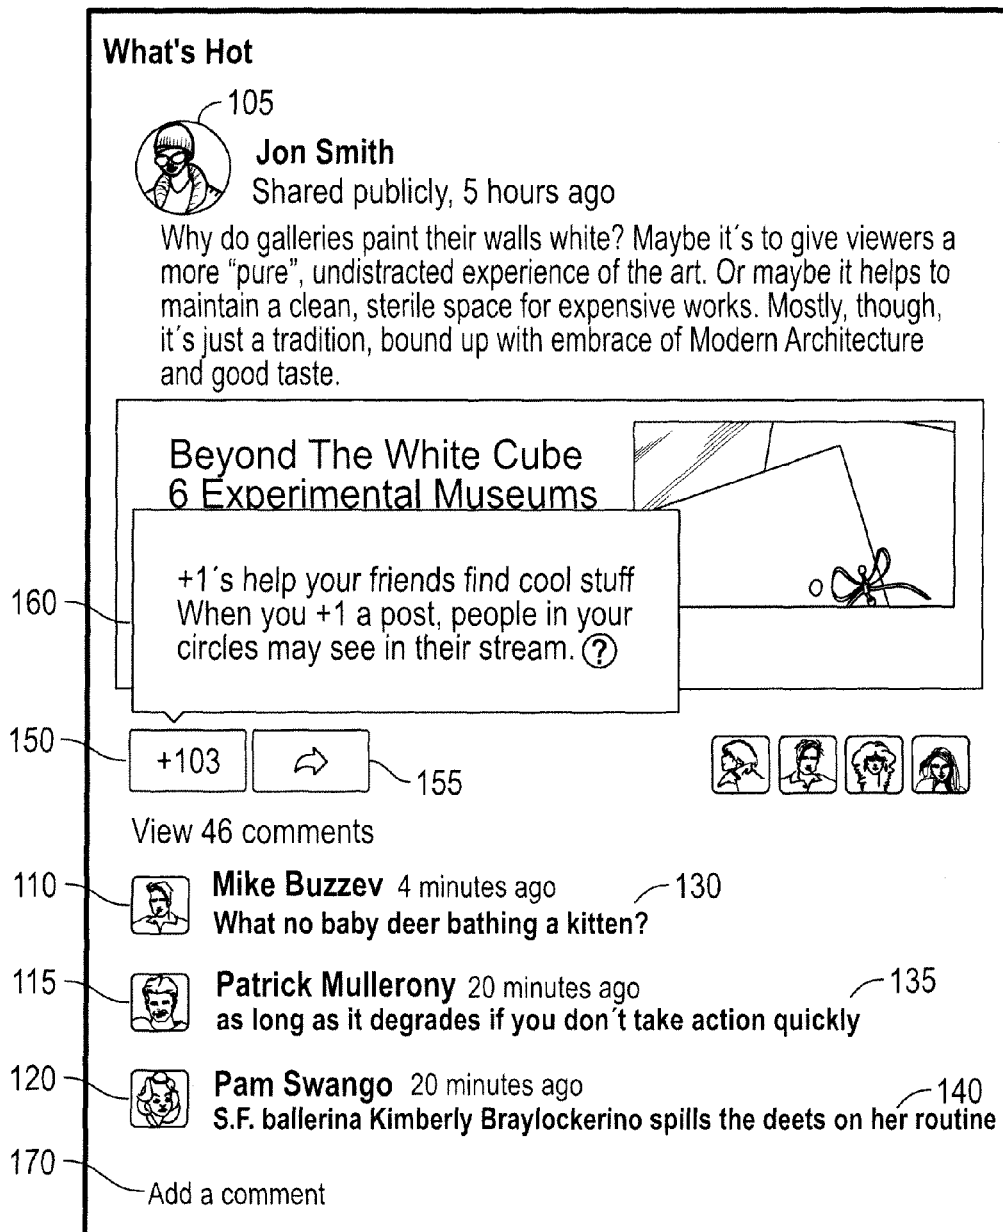 What's Hot
105
Jon Smith
Shared publicly, 5 hours ago
Why do galleries paint their walls white? Maybe it´s to give viewers a
more “pure”, undistracted experience of the art. Or maybe it helps to
maintain a clean, sterile space for expensive works. Mostly, though,
it´s just a tradition, bound up with embrace of Modern Architecture
and good taste.
Beyond The White Cube
6 Experimental Museums
160
+1´s help your friends find cool stuff
When you +1 a post, people in your
circles may see in their stream. ?
150
+103
155
View 46 comments
110
Mike Buzzev 4 minutes ago
130
What no baby deer bathing a kitten?
115
Patrick Mullerony 20 minutes ago
135
as long as it degrades if you don´t take action quickly
120
Pam Swango 20 minutes ago
140
S.F. ballerina Kimberly Braylockerino spills the deets on her routine
170
Add a comment